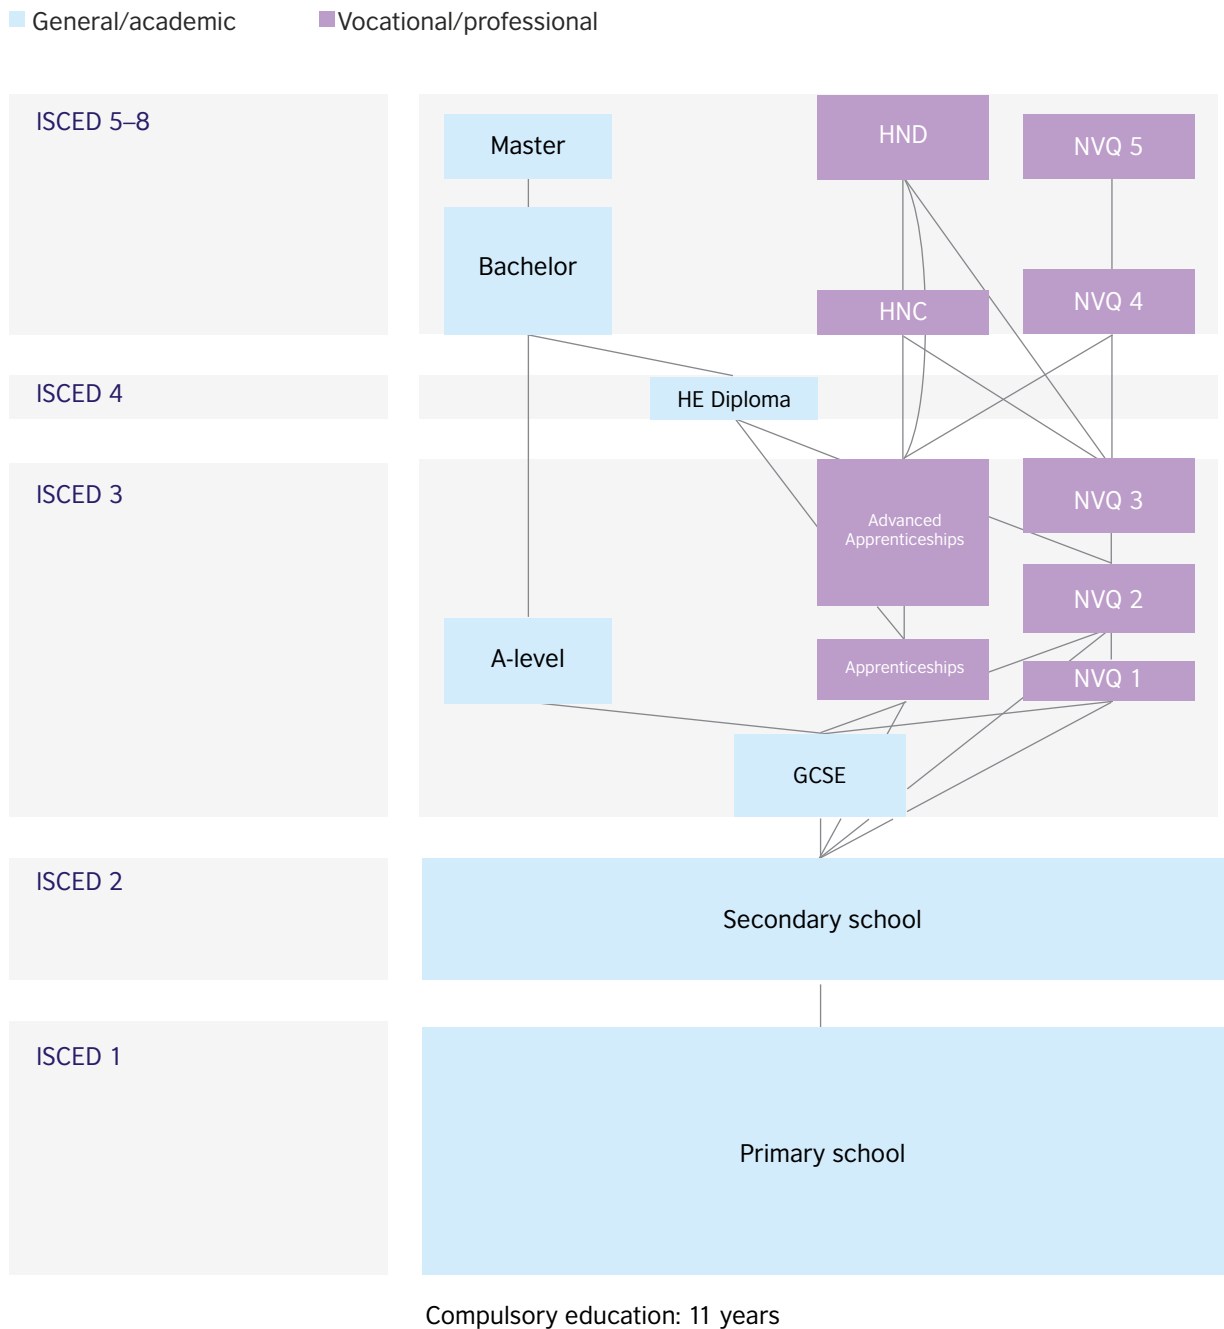 General/academic
Vocational/professional
ISCED 5–8
Master
HND
NVQ 5
Bachelor
HNC
NVQ 4
ISCED 4
HE Diploma
ISCED 3
Advanced
Apprenticeships
NVQ 3
NVQ 2
A-level
Apprenticeships
NVQ 1
GCSE
ISCED 2
Secondary school
ISCED 1
Primary school
Compulsory education: 11 years